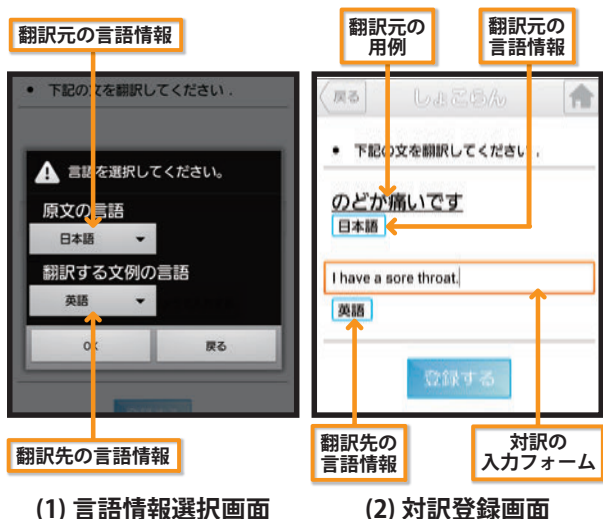 翻訳元の言語情報
翻訳元の
用例
翻訳元の
言語情報
• 下記の文を翻訳してください .
言語を選択してください。
原文の言語
日本語
翻訳する文例の言語
英語
OK
戻る
翻訳先の言語情報
(1) 言語情報選択画面
戻る
しょこらん
• 下記の文を翻訳してください .
のどが痛いです
日本語
I have a sore throat.
英語
登録する
翻訳先の
言語情報
対訳の
入力フォーム
(2) 対訳登録画面